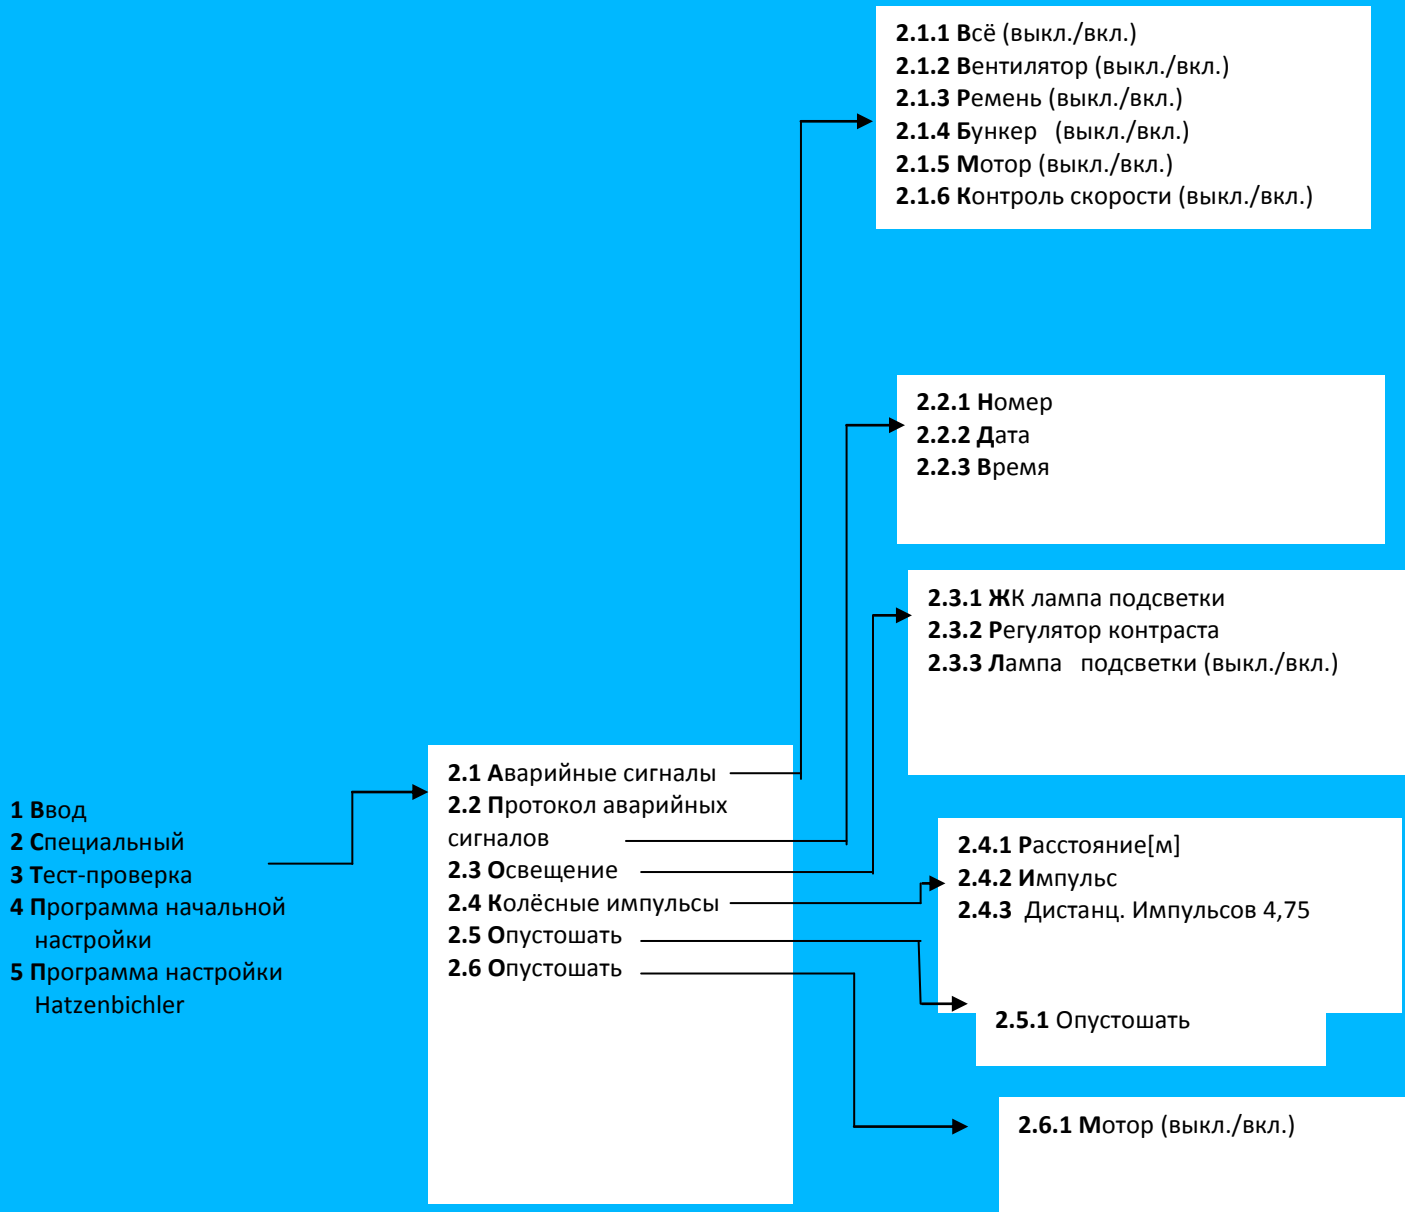 2.1.1 Всё (выкл./вкл.)
2.1.2 Вентилятор (выкл./вкл.)
2.1.3 Ремень (выкл./вкл.)
2.1.4 Бункер (выкл./вкл.)
2.1.5 Мотор (выкл./вкл.)
2.1.6 Контроль скорости (выкл./вкл.)
2.2.1 Номер
2.2.2 Дата
2.2.3 Время
2.3.1 ЖК лампа подсветки
2.3.2 Регулятор контраста
2.3.3 Лампа подсветки (выкл./вкл.)
1 Ввод
2 Специальный
3 Тест-проверка
4 Программа начальной
настройки
5 Программа настройки
Hatzenbichler
2.1 Аварийные сигналы
2.2 Протокол аварийных
сигналов
2.3 Освещение
2.4 Колёсные импульсы
2.5 Опустошать
2.6 Опустошать
2.4.1 Расстояние[м]
2.4.2 Импульс
2.4.3 Дистанц. Импульсов 4,75
2.5.1 Опустошать
2.6.1 Мотор (выкл./вкл.)